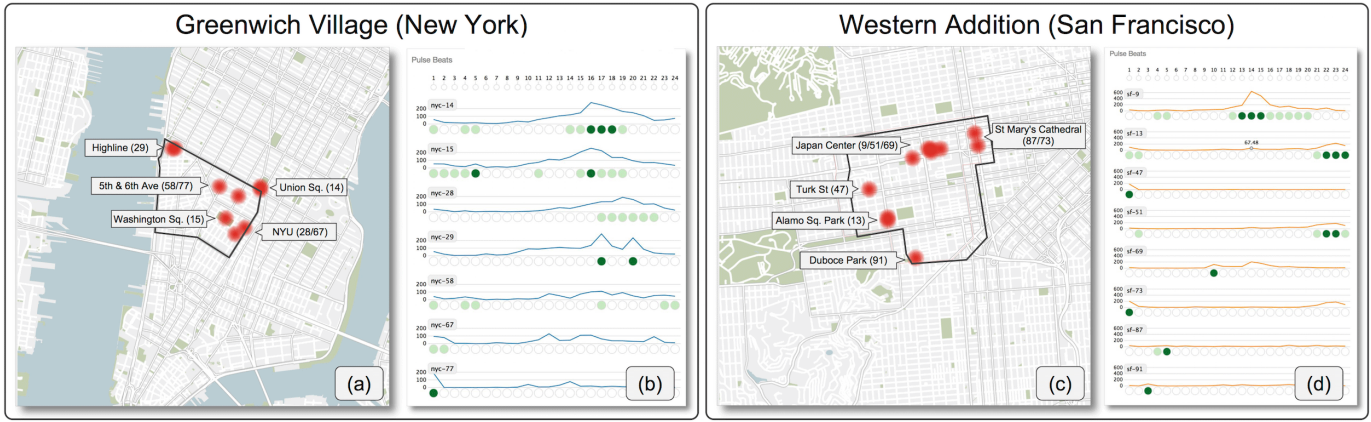 Greenwich Village (New York)
Highline (29)
5th & 6th Ave (58/77)
Union Sq. (14)
Washington Sq. (15)
NYU (28/67)
(a)
Pulse Beats
1 2 3 4 5 6 7 8 9 10 11 12 13 14 15 16 17 18 19 20 21 22 23 24
nyc-14
200
100
0
nyc-15
200
100
0
nyc-28
200
100
0
nyc-29
200
100
0
nyc-58
200
100
0
nyc-67
200
100
0
nyc-77
200
100
0
(b)
Western Addition (San Francisco)
St Mary's Cathedral
(87/73)
Japan Center (9/51/69)
Turk St (47)
Alamo Sq. Park (13)
Duboce Park (91)
(c)
Pulse Beats
1 2 3 4 5 6 7 8 9 10 11 12 13 14 15 16 17 18 19 20 21 22 23 24
sf-9
600
400
200
0
sf-13
600
400
200
0
67.48
sf-47
600
400
200
0
sf-51
600
400
200
0
sf-69
600
400
200
0
sf-73
600
400
200
0
sf-87
600
400
200
0
sf-91
600
400
200
0
(d)